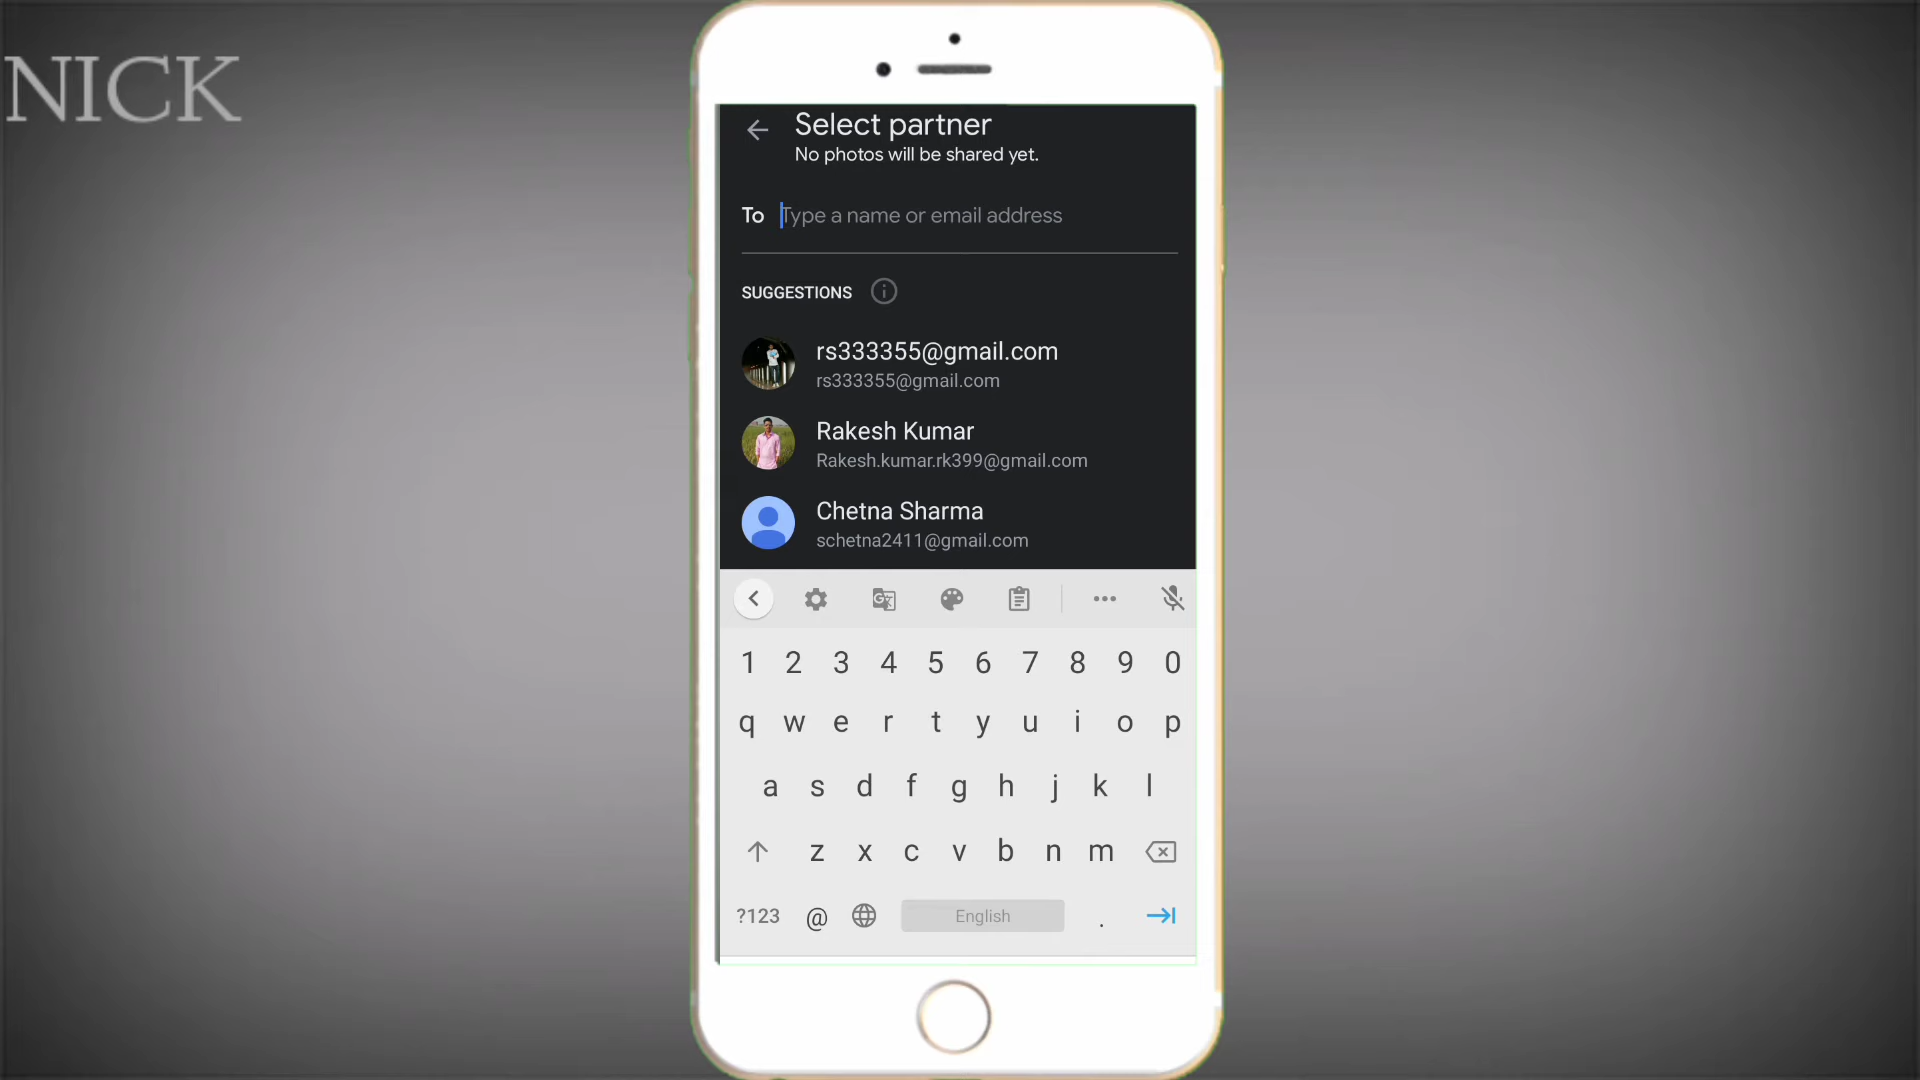 NICK
Select partner
No photos will be shared yet.
To Type a name or email address
SUGGESTIONS
rs333355@gmail.com
rs333355@gmail.com
Rakesh Kumar
Rakesh.kumar.rk399@gmail.com
Chetna Sharma
schetna2411@gmail.com
1 2 3 4 5 6 7 8 9 0
q w e r t y u i o p
a s d f g h j k l
z x c v b n m
?123 @ English .